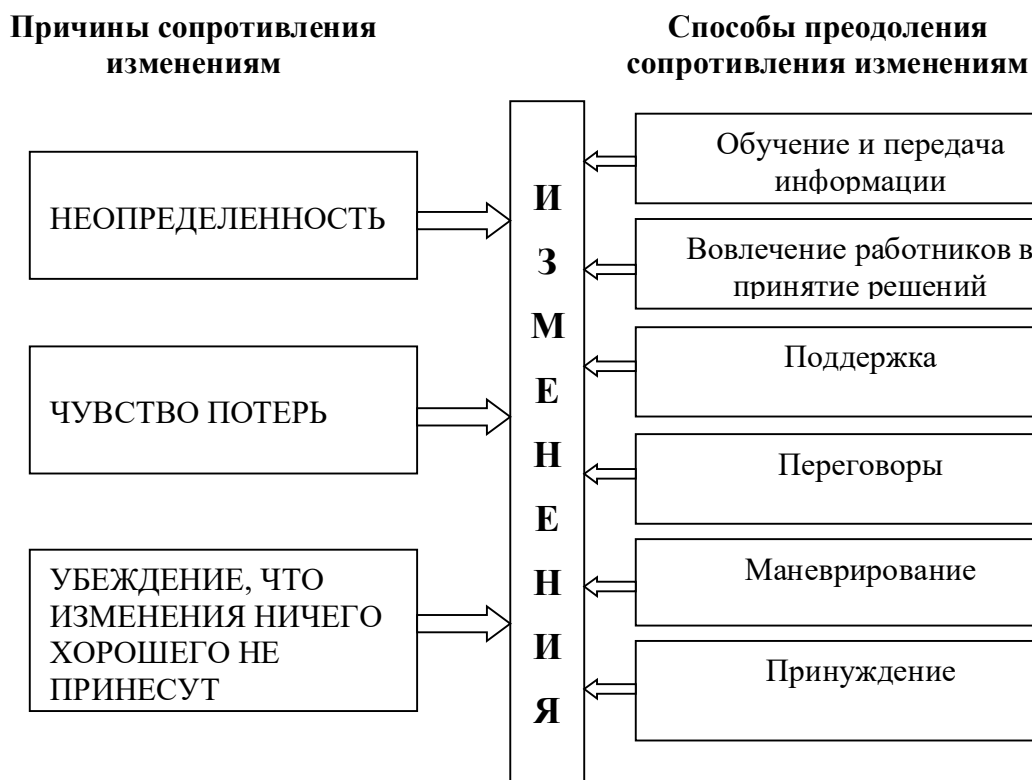 Причины сопротивления
изменениям
Способы преодоления
сопротивления изменениям
НЕОПРЕДЕЛЕННОСТЬ
ЧУВСТВО ПОТЕРЬ
УБЕЖДЕНИЕ, ЧТО
ИЗМЕНЕНИЯ НИЧЕГО
ХОРОШЕГО НЕ
ПРИНЕСУТ
И
З
М
Е
Н
Е
Н
И
Я
Обучение и передача
информации
Вовлечение работников в
принятие решений
Поддержка
Переговоры
Маневрирование
Принуждение